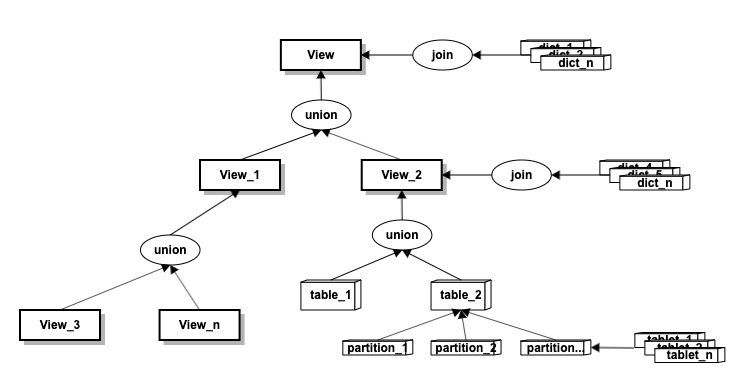 View
join
dict_1
dict_2
dict_n
union
View_1
View_2
join
dict_4
dict_5
dict_n
union
union
table_1
table_2
View_3
View_n
partition_1
partition_2
partition...
tablet_1
tablet_2
tablet_n